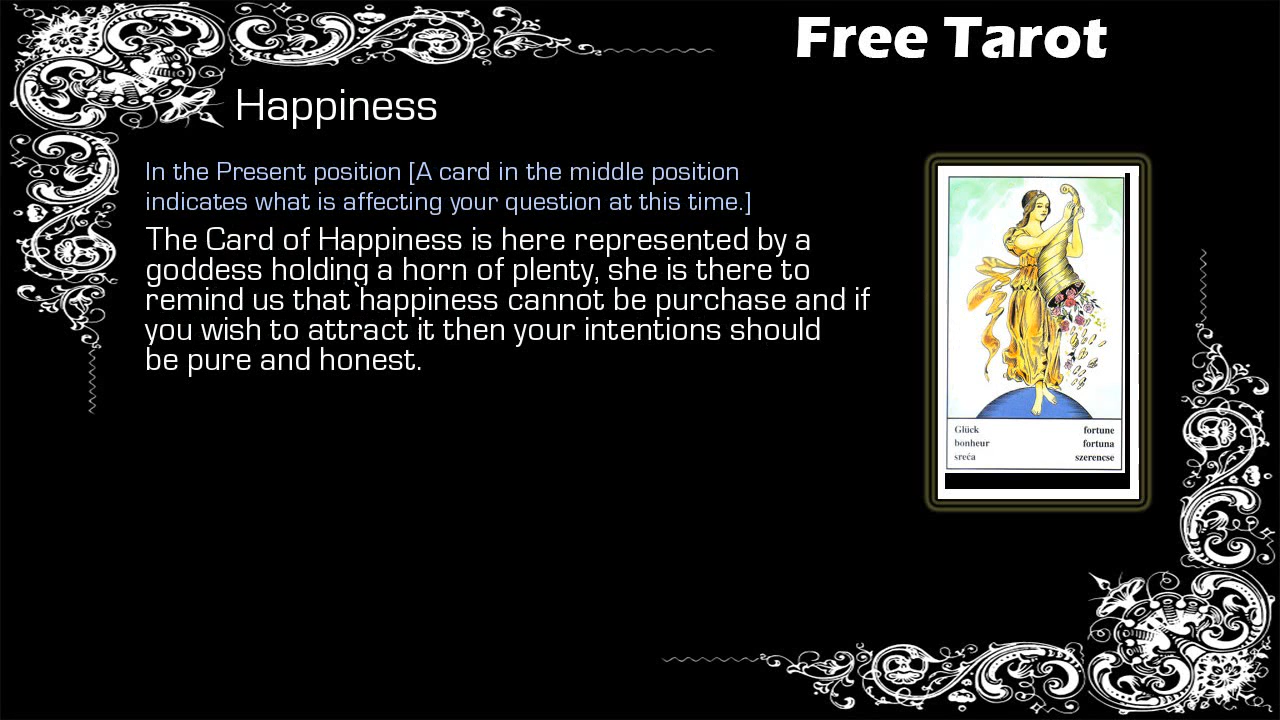 Free Tarot
Happiness
In the Present position [A card in the middle position
indicates what is affecting your question at this time.]
The Card of Happiness is here represented by a
goddess holding a horn of plenty, she is there to
remind us that happiness cannot be purchase and if
you wish to attract it then your intentions should
be pure and honest.
Glück fortune
bonheur fortuna
sreća szerencse